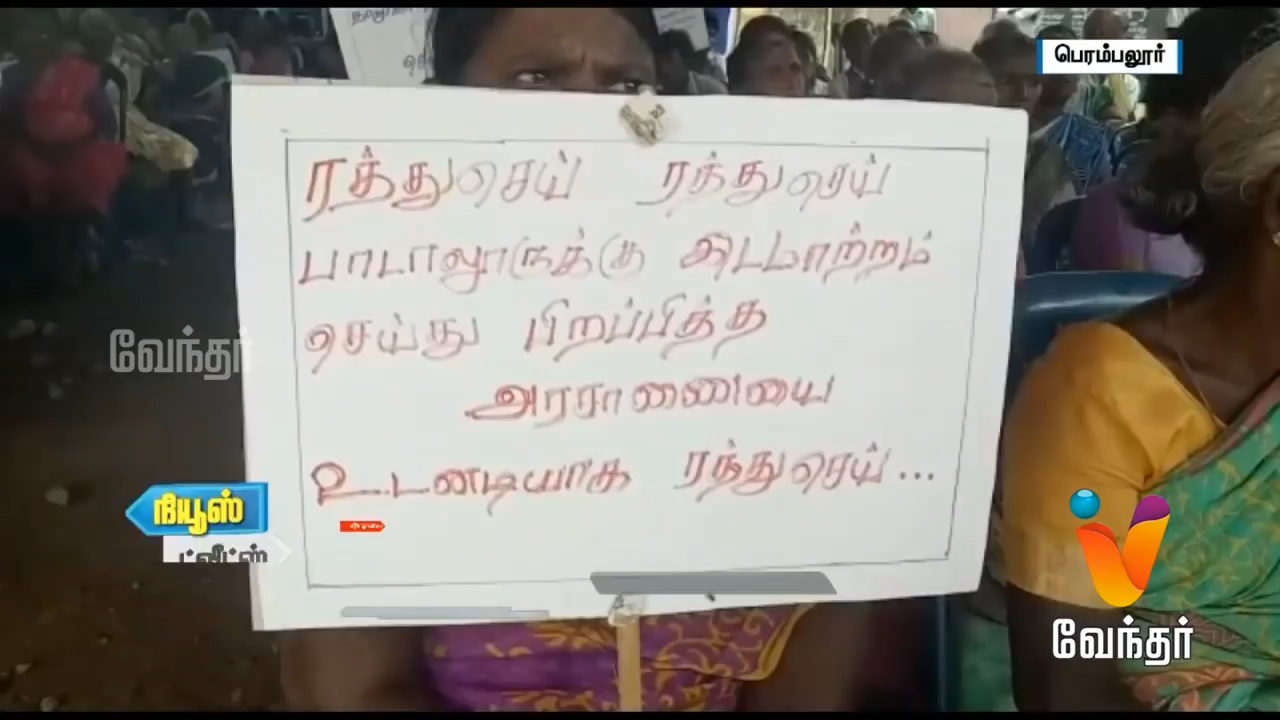 பெரம்பலூர்
ரத்துசெய் ரத்துசெய்
பாடாலூருக்கு இடமாற்றம்
செய்து பிறப்பித்த
அரசாணையை
உடனடியாக ரத்துசெய்...
வேந்தர்
நியூஸ்
ட்வீட்ஸ்
வேந்தர்